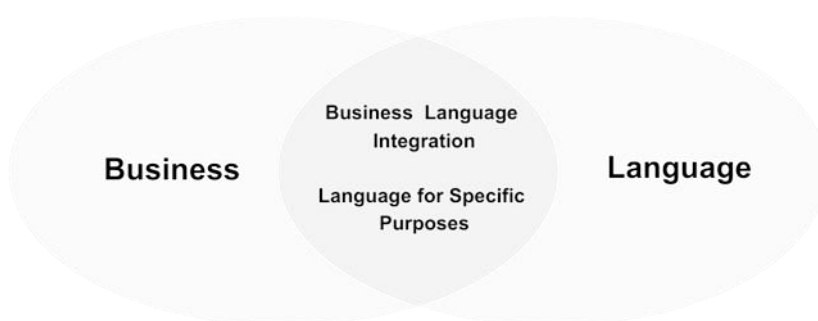 Business
Business Language
Integration
Language for Specific
Purposes
Language